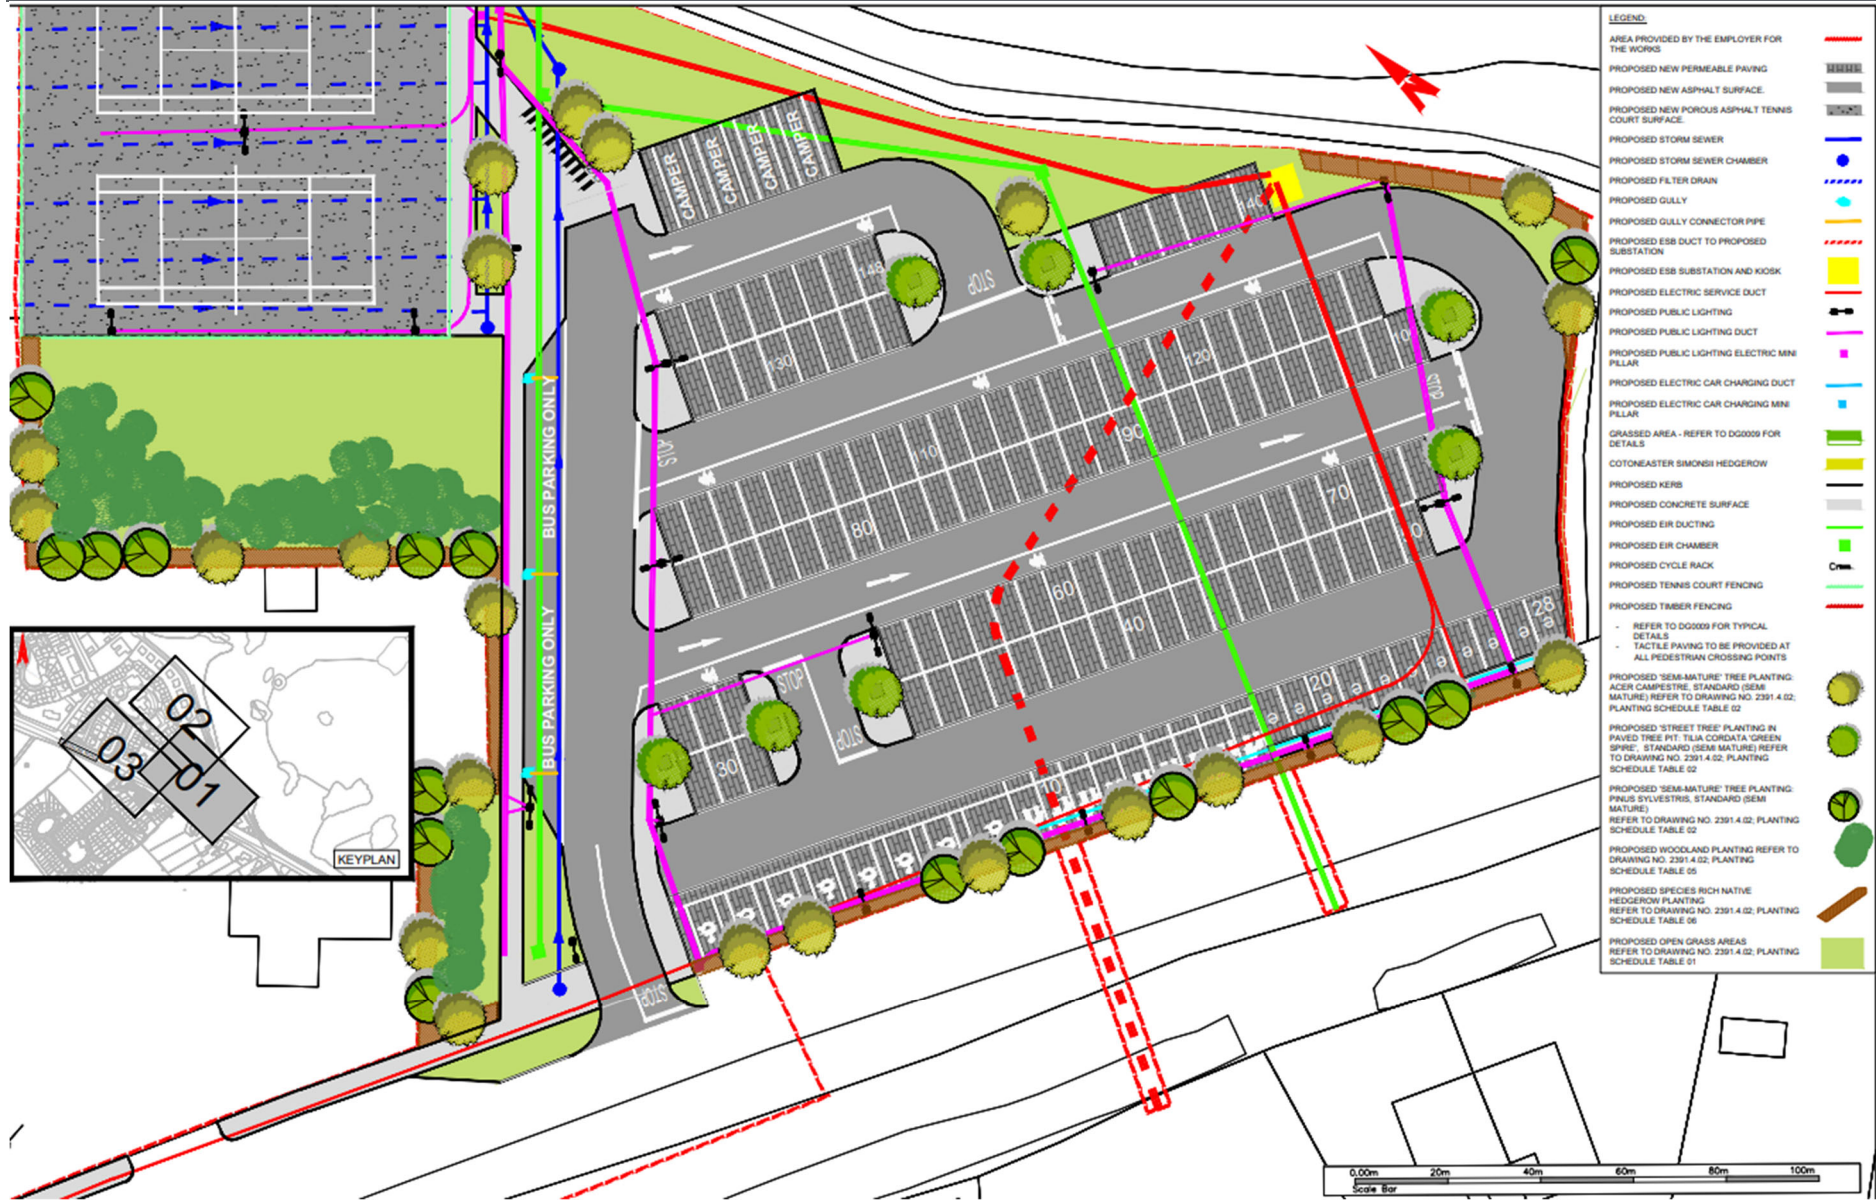 CAMPER
CAMPER
CAMPER
CAMPER
140
148
STOP
130
120
10
STOP
BUS PARKING ONLY
STOP
110
90
80
70
60
40
28
BUS PARKING ONLY
STOP
STOP
30
20
10
STOP
02
03
01
KEYPLAN
LEGEND:
AREA PROVIDED BY THE EMPLOYER FOR
THE WORKS
PROPOSED NEW PERMEABLE PAVING
PROPOSED NEW ASPHALT SURFACE.
PROPOSED NEW POROUS ASPHALT TENNIS
COURT SURFACE.
PROPOSED STORM SEWER
PROPOSED STORM SEWER CHAMBER
PROPOSED FILTER DRAIN
PROPOSED GULLY
PROPOSED GULLY CONNECTOR PIPE
PROPOSED ESB DUCT TO PROPOSED
SUBSTATION
PROPOSED ESB SUBSTATION AND KIOSK
PROPOSED ELECTRIC SERVICE DUCT
PROPOSED PUBLIC LIGHTING
PROPOSED PUBLIC LIGHTING DUCT
PROPOSED PUBLIC LIGHTING ELECTRIC MINI
PILLAR
PROPOSED ELECTRIC CAR CHARGING DUCT
PROPOSED ELECTRIC CAR CHARGING MINI
PILLAR
GRASSED AREA - REFER TO DG0009 FOR
DETAILS
COTONEASTER SIMONSII HEDGEROW
PROPOSED KERB
PROPOSED CONCRETE SURFACE
PROPOSED EIR DUCTING
PROPOSED EIR CHAMBER
PROPOSED CYCLE RACK
PROPOSED TENNIS COURT FENCING
PROPOSED TIMBER FENCING
- REFER TO DG0009 FOR TYPICAL
DETAILS
- TACTILE PAVING TO BE PROVIDED AT
ALL PEDESTRIAN CROSSING POINTS
PROPOSED 'SEMI-MATURE' TREE PLANTING:
ACER CAMPESTRE, STANDARD (SEMI
MATURE) REFER TO DRAWING NO. 2391.4.02;
PLANTING SCHEDULE TABLE 02
PROPOSED 'STREET TREE' PLANTING IN
PAVED TREE PIT: TILIA CORDATA 'GREEN
SPIRE', STANDARD (SEMI MATURE) REFER
TO DRAWING NO. 2391.4.02; PLANTING
SCHEDULE TABLE 02
PROPOSED 'SEMI-MATURE' TREE PLANTING:
PINUS SYLVESTRIS, STANDARD (SEMI
MATURE)
REFER TO DRAWING NO. 2391.4.02; PLANTING
SCHEDULE TABLE 02
PROPOSED WOODLAND PLANTING REFER TO
DRAWING NO. 2391.4.02; PLANTING
SCHEDULE TABLE 05
PROPOSED SPECIES RICH NATIVE
HEDGEROW PLANTING
REFER TO DRAWING NO. 2391.4.02; PLANTING
SCHEDULE TABLE 06
PROPOSED OPEN GRASS AREAS
REFER TO DRAWING NO. 2391.4.02; PLANTING
SCHEDULE TABLE 01
0.00m 20m 40m 60m 80m 100m
Scale Bar